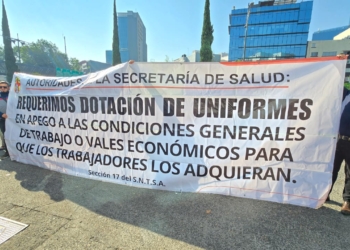 AUTORIDADES LA SECRETARÍA DE SALUD:
REQUERIMOS DOTACIÓN DE UNIFORMES
EN APEGO A LAS CONDICIONES GENERALES
DE TRABAJO O VALES ECONÓMICOS PARA
QUE LOS TRABAJADORES LOS ADQUIERAN.
Sección 17 del S.N.T.S.A.